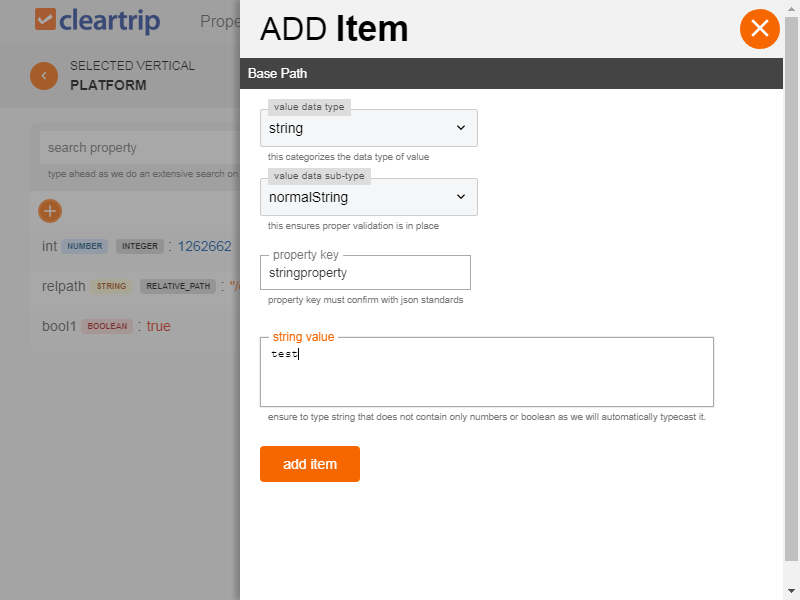 cleartrip
Prope
SELECTED VERTICAL
PLATFORM
search property
type ahead as we do an extensive search on
int NUMBER INTEGER : 1262662
relpath STRING RELATIVE_PATH : "/
bool1 BOOLEAN : true
ADD Item
Base Path
value data type
string
this categorizes the data type of value
value data sub-type
normalString
this ensures proper validation is in place
property key
stringproperty
property key must confirm with json standards
string value
test
ensure to type string that does not contain only numbers or boolean as we will automatically typecast it.
add item